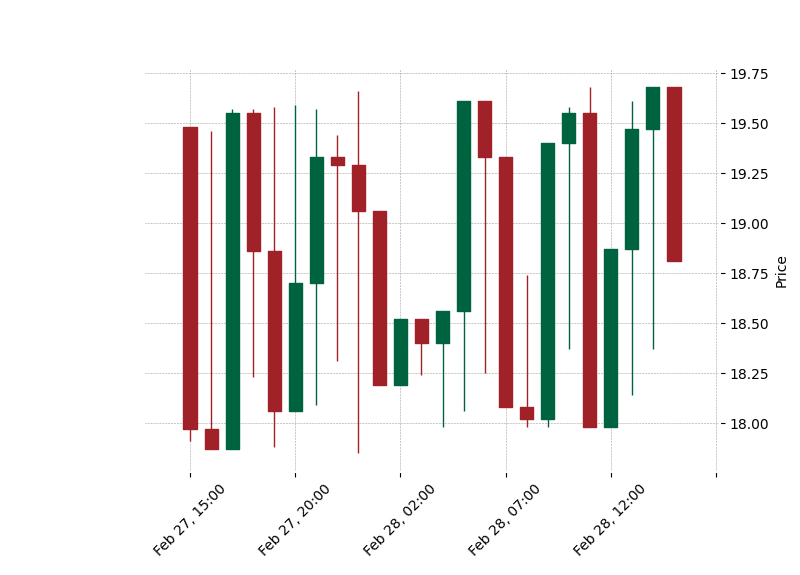 19.75
19.50
19.25
19.00
18.75
18.50
18.25
18.00
Price
Feb 27, 15:00
Feb 27, 20:00
Feb 28, 02:00
Feb 28, 07:00
Feb 28, 12:00